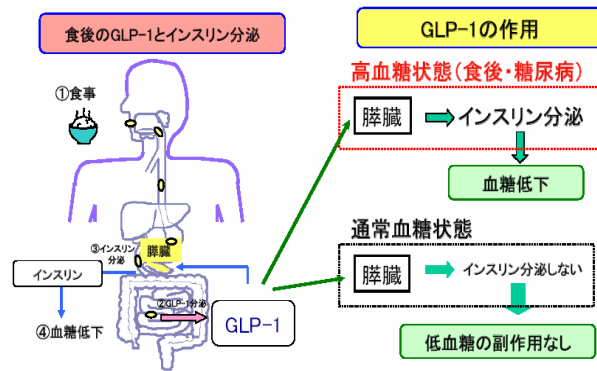 食後のGLP-1とインスリン分泌
①食事
③インスリン
分泌
膵臓
インスリン
②GLP-1分泌
④血糖低下
GLP-1
GLP-1の作用
高血糖状態(食後・糖尿病)
膵臓
インスリン分泌
血糖低下
通常血糖状態
膵臓
インスリン分泌しない
低血糖の副作用なし